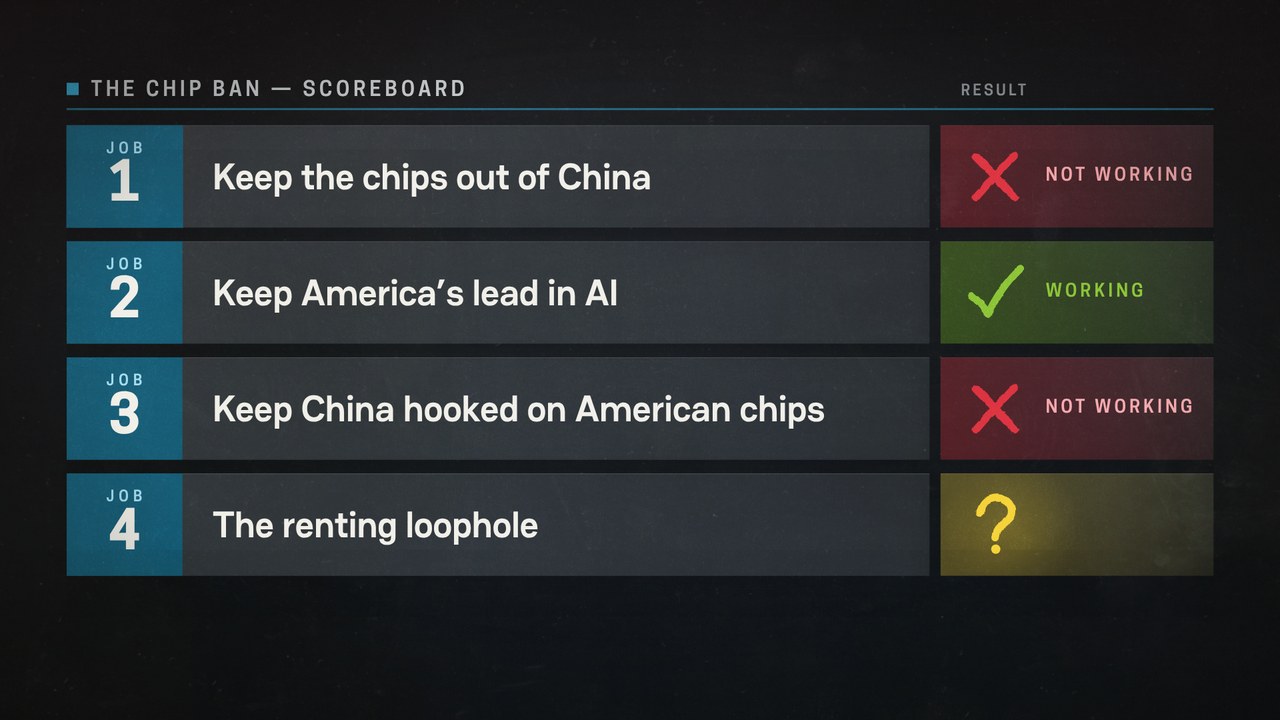 THE CHIP BAN — SCOREBOARD
RESULT
JOB
1
Keep the chips out of China
NOT WORKING
JOB
2
Keep America’s lead in AI
WORKING
JOB
3
Keep China hooked on American chips
NOT WORKING
JOB
4
The renting loophole
?